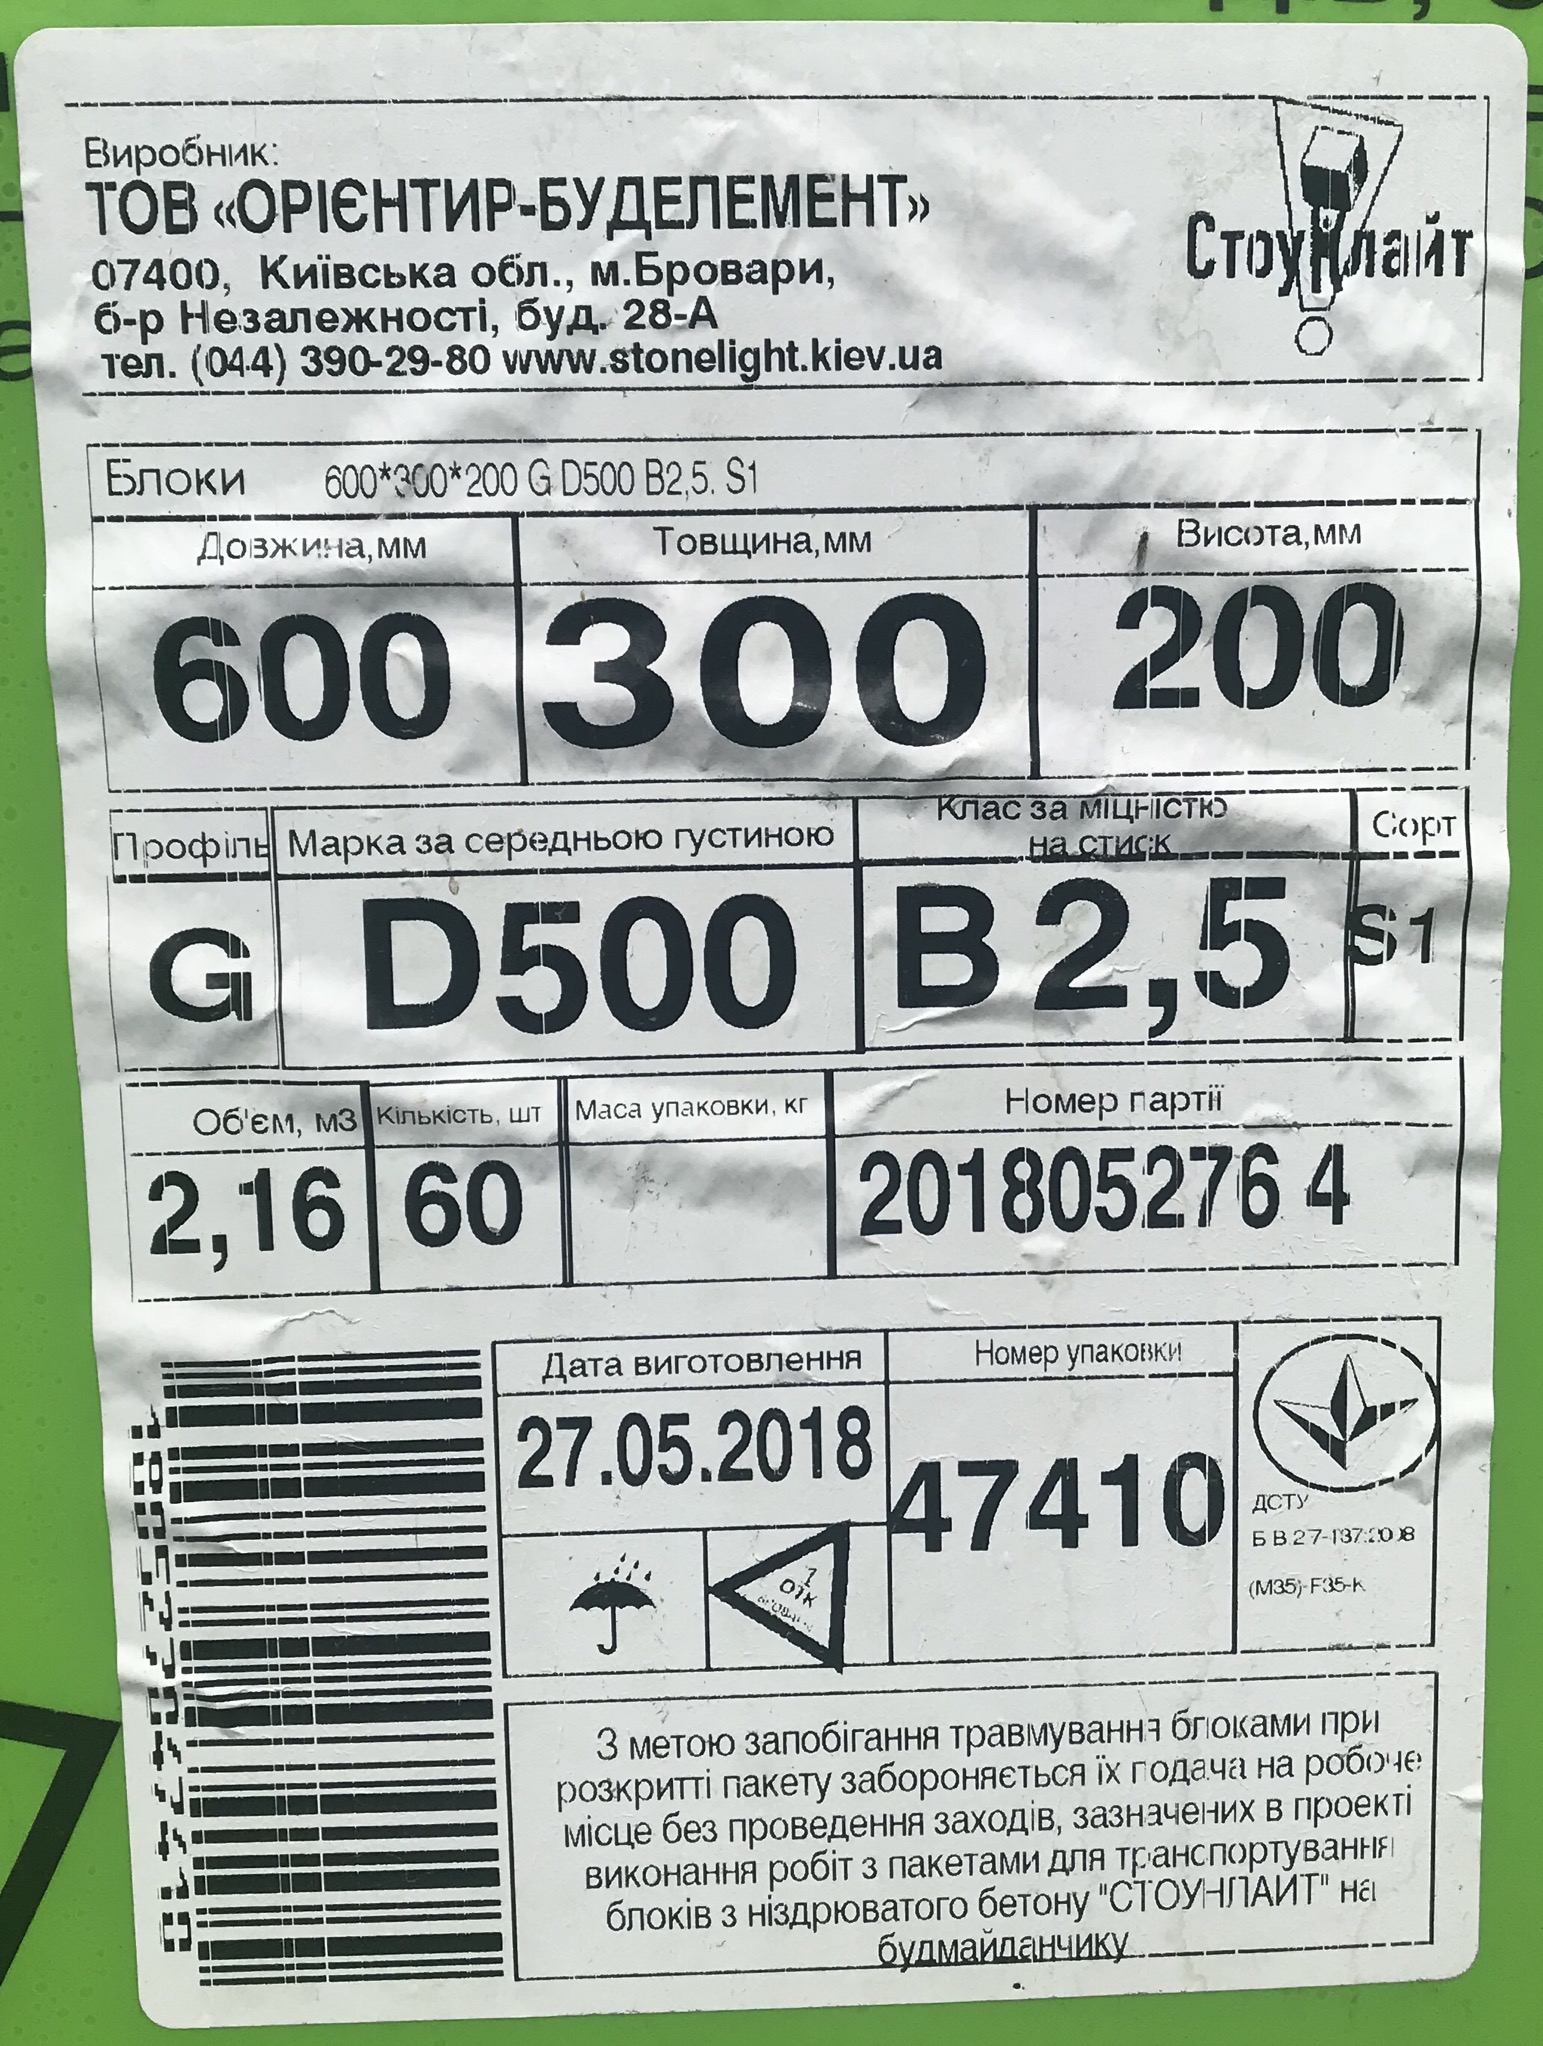 Виробник:
ТОВ «ОРІЄНТИР-БУДЕЛЕМЕНТ»
07400, Київська обл., м.Бровари,
б-р Незалежності, буд. 28-А
тел. (044) 390-29-80 www.stonelight.kiev.ua
Стоунлайт
Блоки 600*300*200 G D500 B2,5. S1
Довжина,мм Товщина,мм Висота,мм
600 300 200
Профіль Марка за середньою густиною Клас за міцністю на стиск Сорт
G D500 B2,5 S1
Об'єм, м3 Кількість, шт Маса упаковки, кг Номер партії
2,16 60 201805276 4
Дата виготовлення Номер упаковки
27.05.2018 47410
1
ОТК
ДСТУ
Б В 2 7-137:2008
(М35)-F35-К
З метою запобігання травмування блоками при
розкритті пакету забороняється їх подача на робоче
місце без проведення заходів, зазначених в проекті
виконання робіт з пакетами для транспортування
блоків з ніздрюватого бетону "СТОУНЛАЙТ" на
будмайданчику